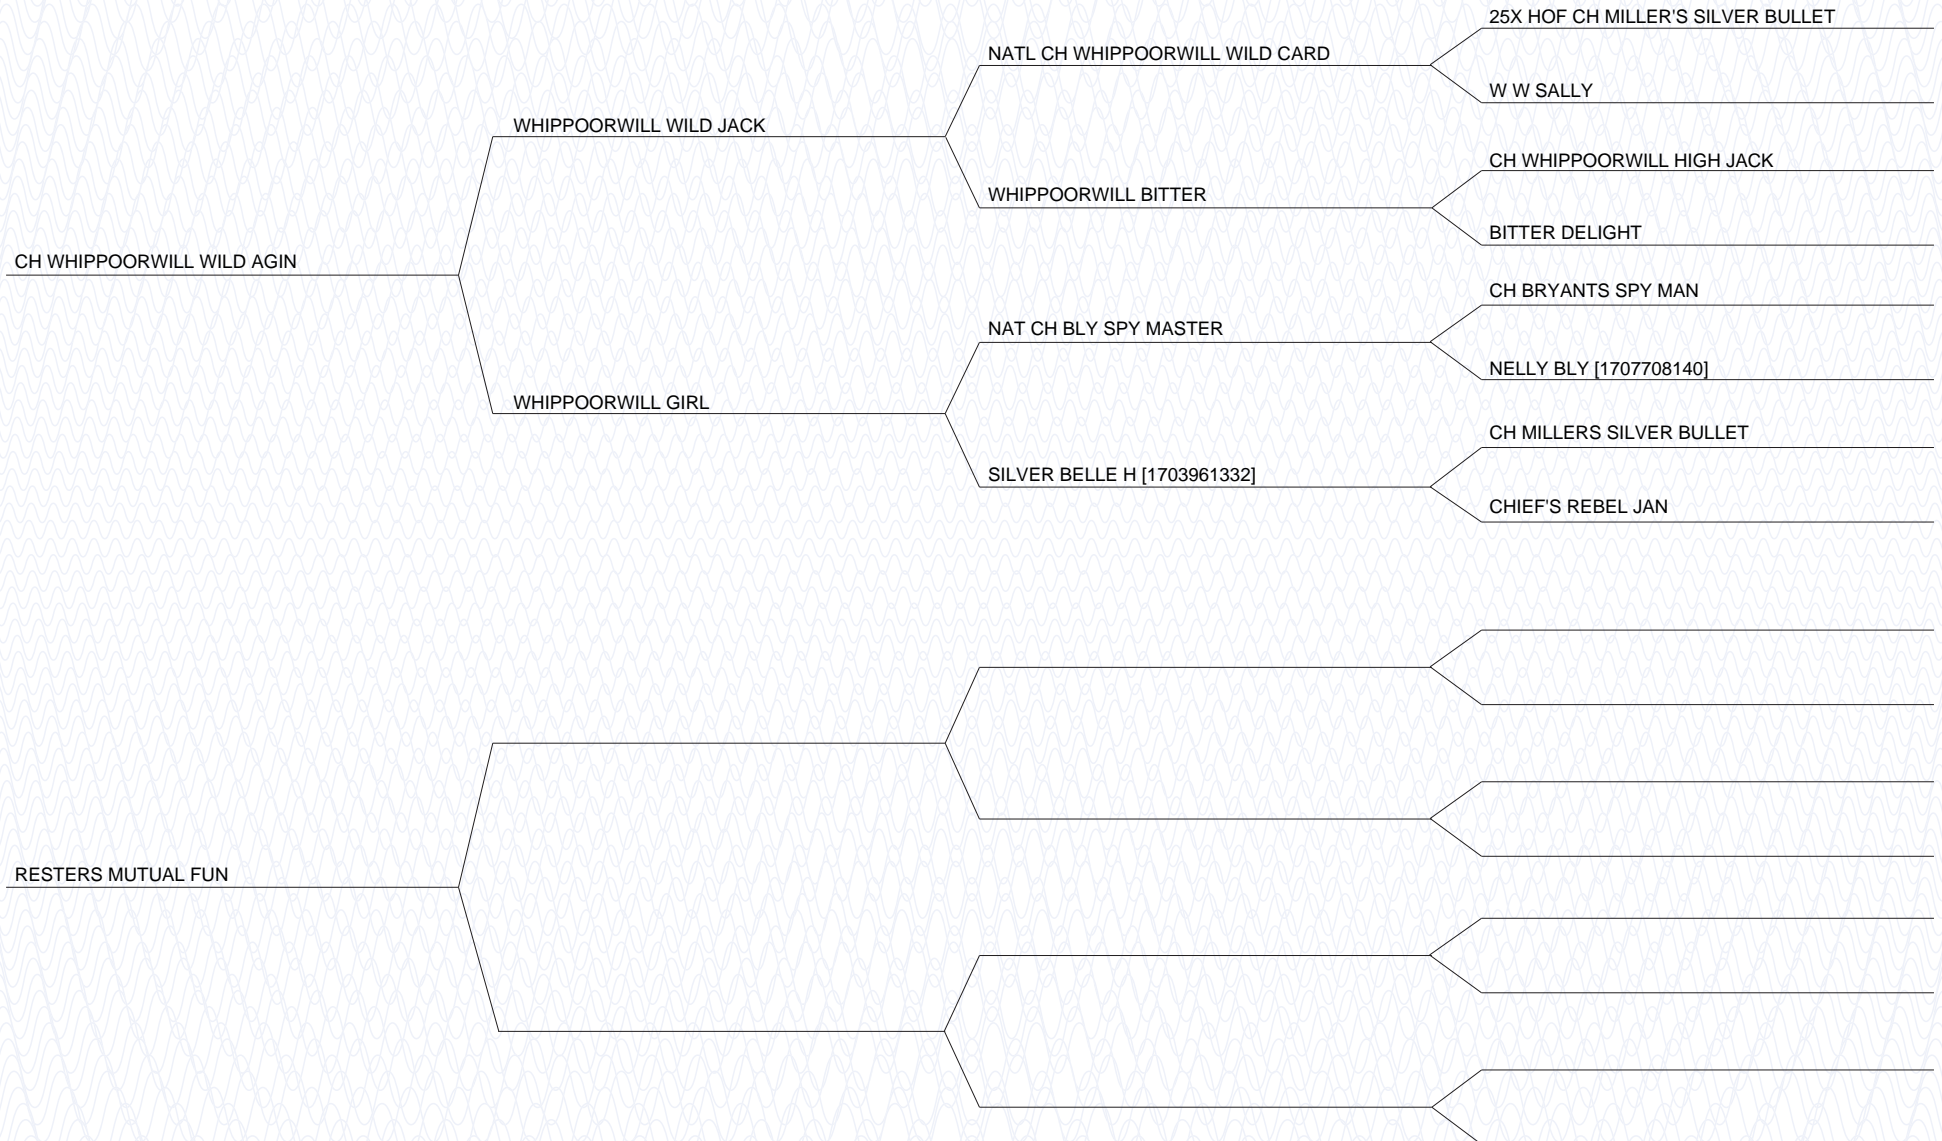 25X HOF CH MILLER'S SILVER BULLET
NATL CH WHIPPOORWILL WILD CARD
W W SALLY
WHIPPOORWILL WILD JACK
CH WHIPPOORWILL HIGH JACK
WHIPPOORWILL BITTER
BITTER DELIGHT
CH WHIPPOORWILL WILD AGIN
CH BRYANTS SPY MAN
NAT CH BLY SPY MASTER
NELLY BLY [1707708140]
WHIPPOORWILL GIRL
CH MILLERS SILVER BULLET
SILVER BELLE H [1703961332]
CHIEF'S REBEL JAN
RESTERS MUTUAL FUN